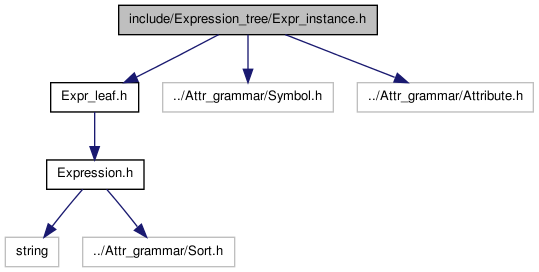 include/Expression_tree/Expr_instance.h
Expr_leaf.h
../Attr_grammar/Symbol.h
../Attr_grammar/Attribute.h
Expression.h
string
../Attr_grammar/Sort.h